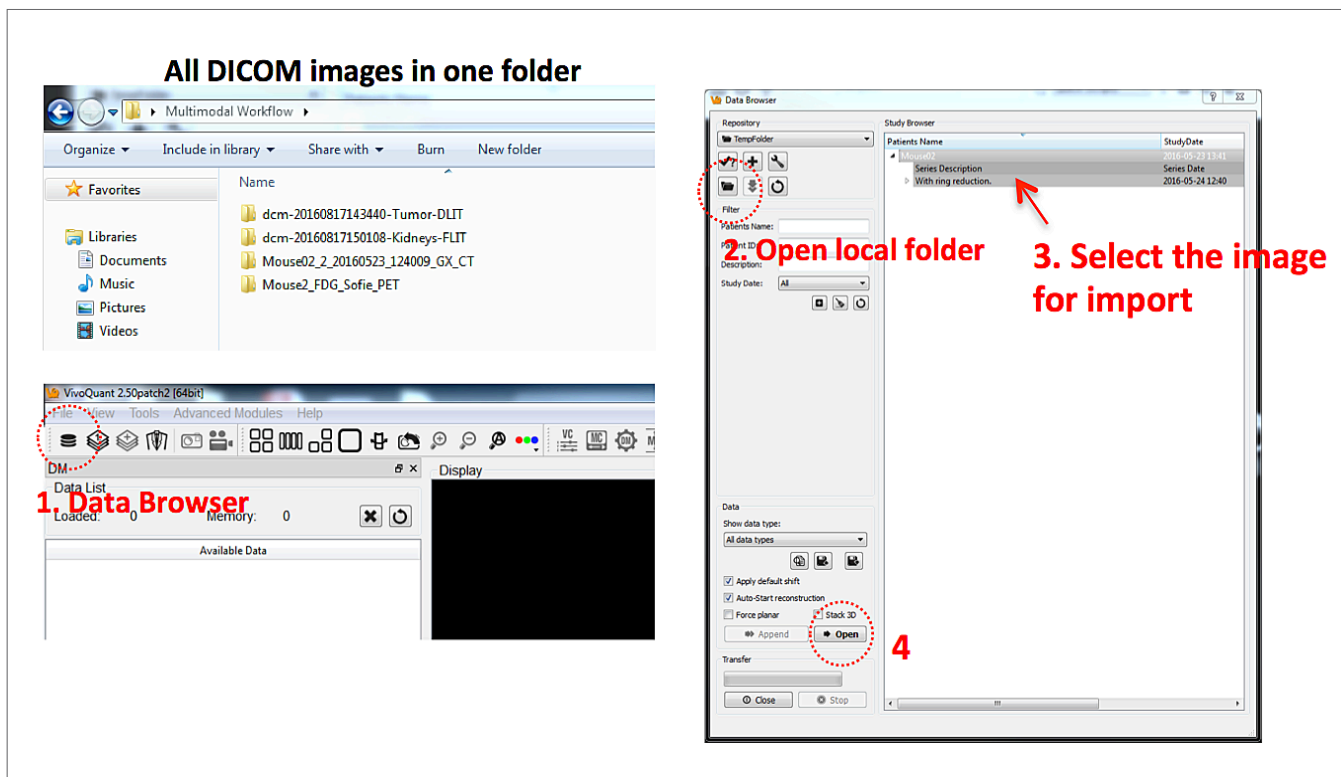 All DICOM images in one folder
Multimodal Workflow
Organize Include in library Share with Burn New folder
Favorites
Libraries
Documents
Music
Pictures
Videos
Name
dcm-20160817143440-Tumor-DLIT
dcm-20160817150108-Kidneys-FLIT
Mouse02_2_20160523_124009_GX_CT
Mouse2_FDG_Sofie_PET
VivoQuant 2.50patch2 [64bit]
File View Tools Advanced Modules Help
VC MC DM M
DM
Data List
1. Data Browser
Loaded: 0 Memory: 0
Available Data
Display
Data Browser
Repository
TempFolder
Filter
Patients Name:
Patient ID:
2. Open local folder
Description:
Study Date: All
Study Browser
Patients Name StudyDate
Mouse02 2016-05-23 13:41
Series Description Series Date
With ring reduction. 2016-05-24 12:40
3. Select the image
for import
Data
Show data type:
All data types
Apply default shift
Auto-Start reconstruction
Force planar Stack 3D
Append Open
4
Transfer
Close Stop